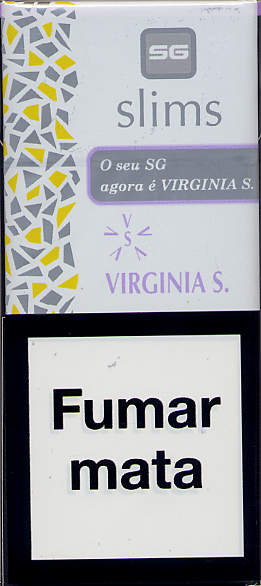 SG
slims
O seu SG
agora é VIRGINIA S.
V
S
VIRGINIA S.
Fumar
mata